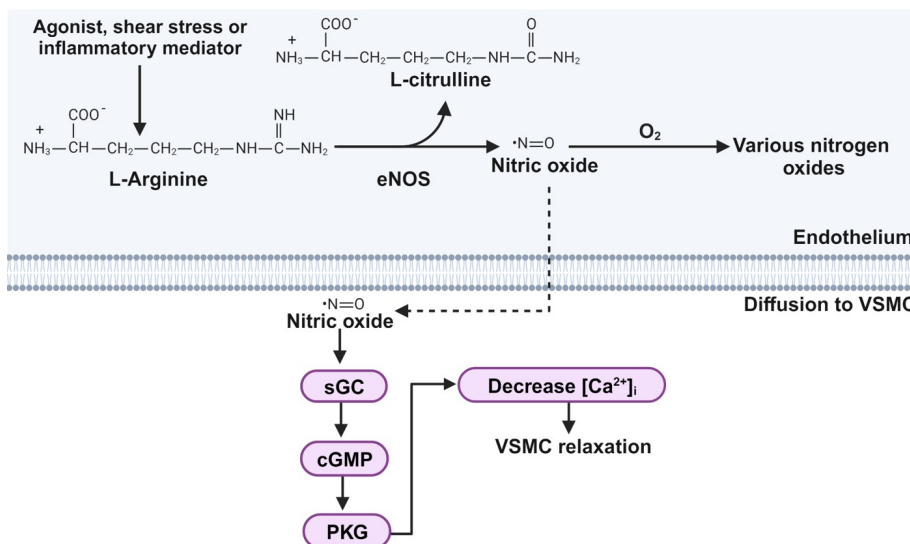 Agonist, shear stress or
inflammatory mediator
COO⁻
O
+
NH₃—CH—CH₂—CH₂—CH₂—NH—C—NH₂
L-citrulline
COO⁻
NH
+
NH₃—CH—CH₂—CH₂—CH₂—NH—C—NH₂
L-Arginine
eNOS
·N=O
Nitric oxide
O₂
Various nitrogen
oxides
Endothelium
Diffusion to VSMC
·N=O
Nitric oxide
sGC
cGMP
PKG
Decrease [Ca²⁺]ᵢ
VSMC relaxation